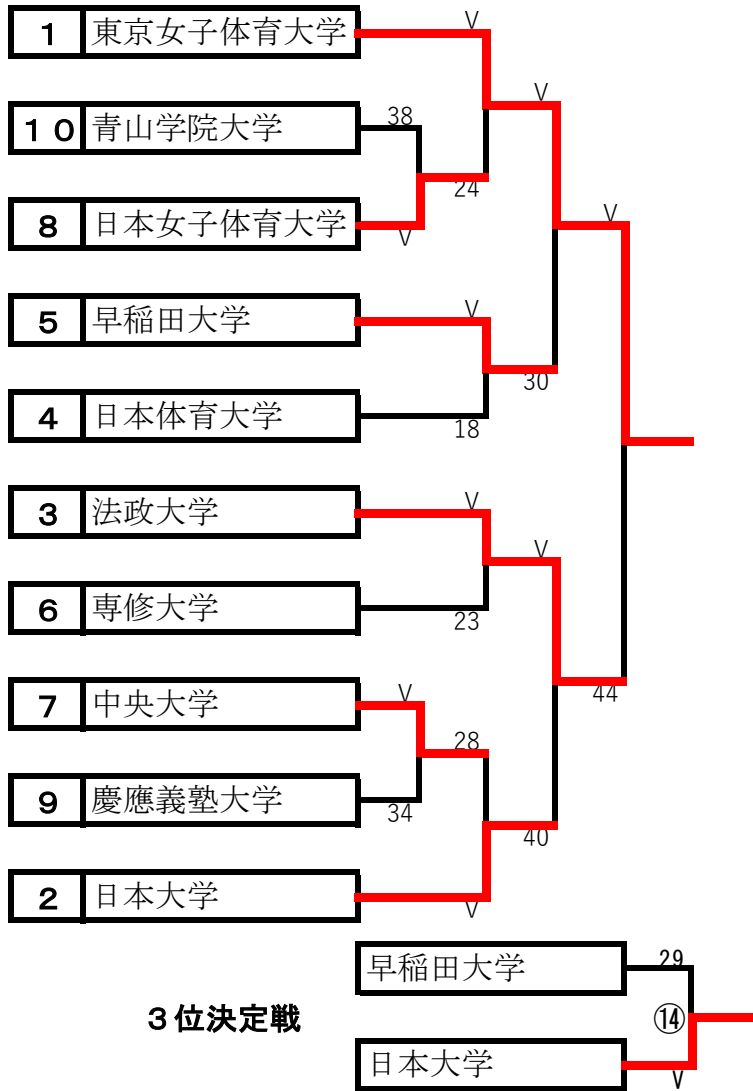 V
1 東京女子体育大学
V
38
10 青山学院大学
24
V
8 日本女子体育大学
V
V
5 早稲田大学
30
4 日本体育大学
18
V
3 法政大学
V
6 専修大学
23
V
7 中央大学
44
28
9 慶應義塾大学
34
40
2 日本大学
V
早稲田大学
29
3位決定戦
⑭
日本大学
V